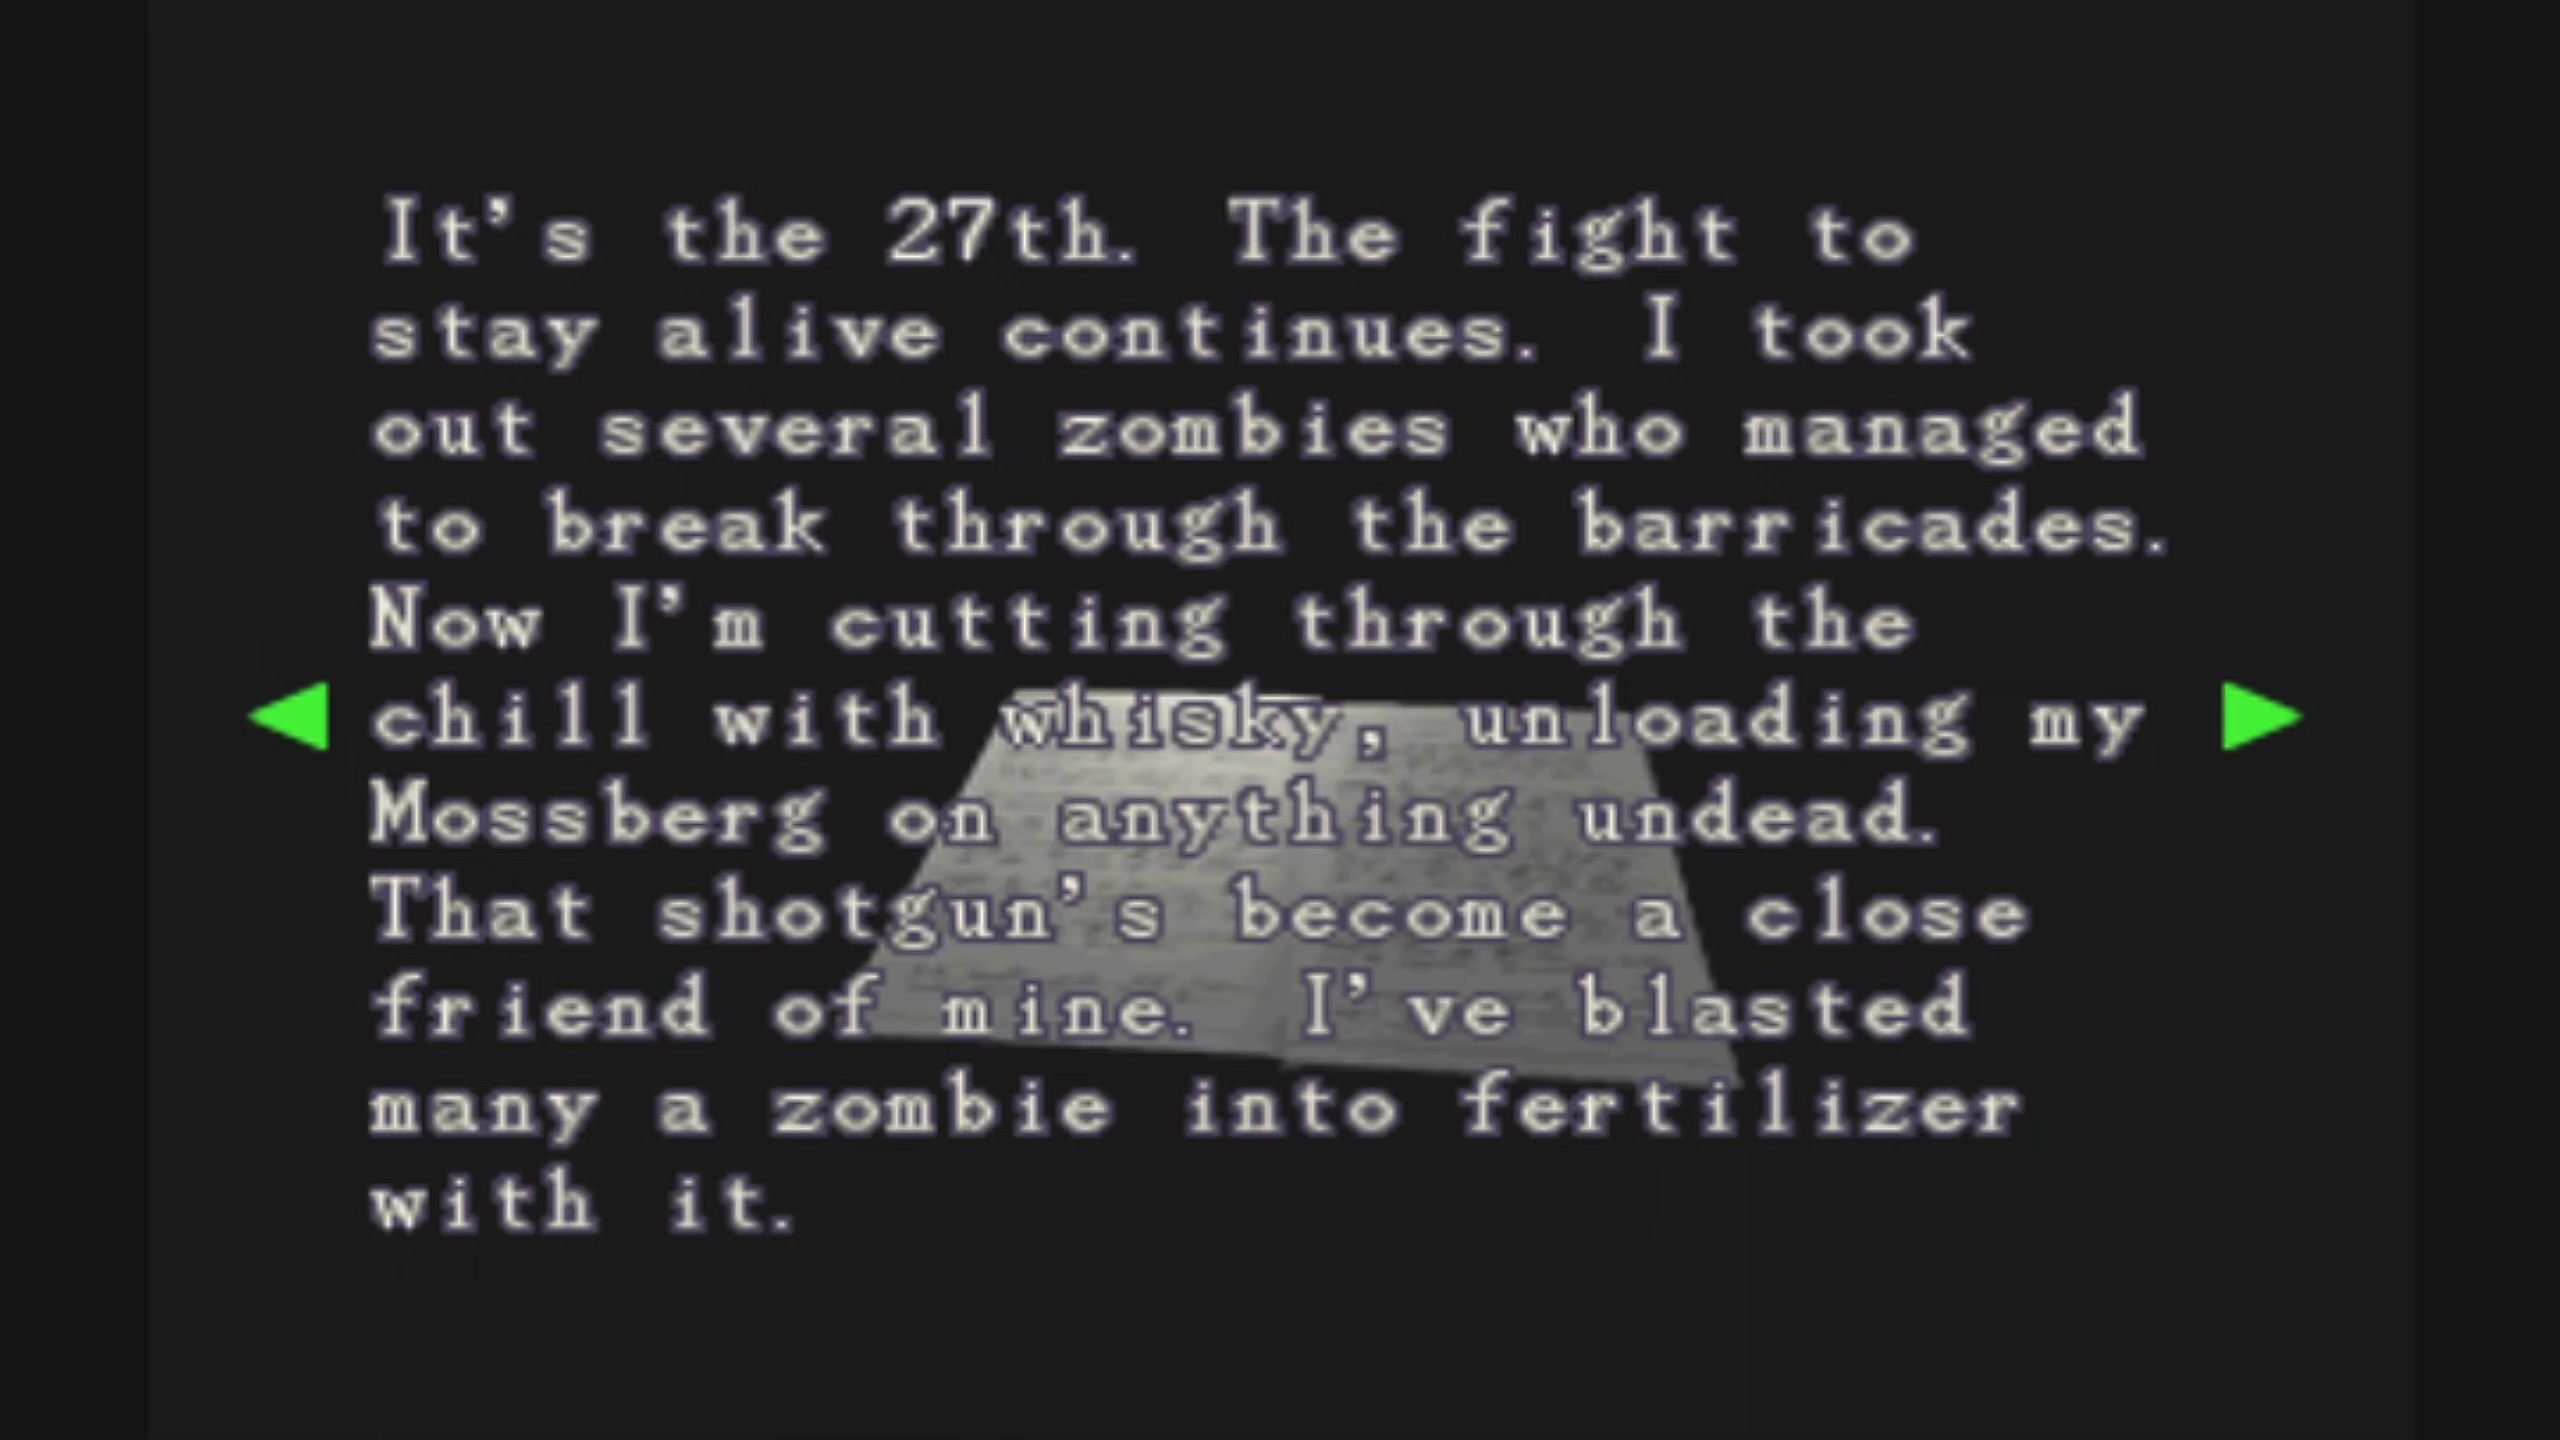 It's the 27th. The fight to
stay alive continues. I took
out several zombies who managed
to break through the barricades.
Now I'm cutting through the
chill with whisky, unloading my
Mossberg on anything undead.
That shotgun's become a close
friend of mine. I've blasted
many a zombie into fertilizer
with it.